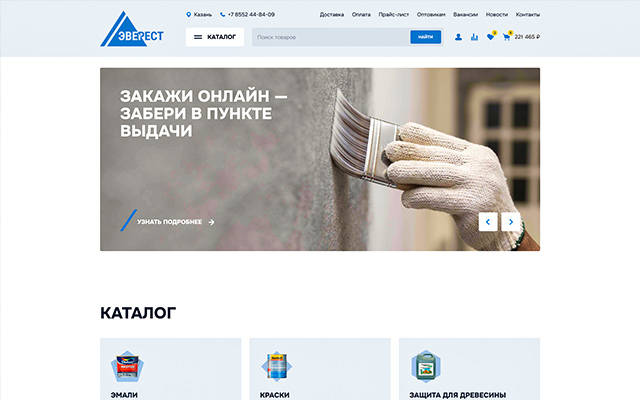 ЭВЕРЕСТ
Казань +7 8552 44-84-09 Доставка Оплата Прайс-лист Оптовикам Вакансии Новости Контакты
КАТАЛОГ Поиск товаров НАЙТИ 221 465 ₽
ЗАКАЖИ ОНЛАЙН —
ЗАБЕРИ В ПУНКТЕ
ВЫДАЧИ
УЗНАТЬ ПОДРОБНЕЕ
КАТАЛОГ
ЭМАЛИ КРАСКИ ЗАЩИТА ДЛЯ ДРЕВЕСИНЫ